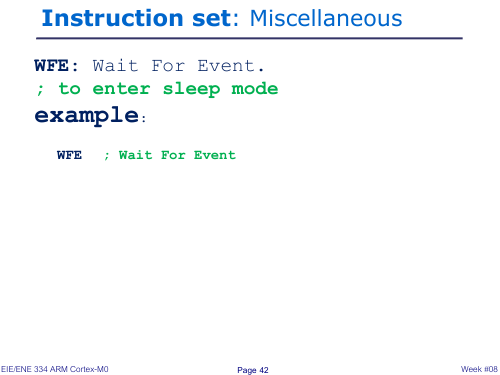 Instruction set: Miscellaneous
WFE: Wait For Event.
; to enter sleep mode
example:
WFE ; Wait For Event
EIE/ENE 334 ARM Cortex-M0 Page 42 Week #08